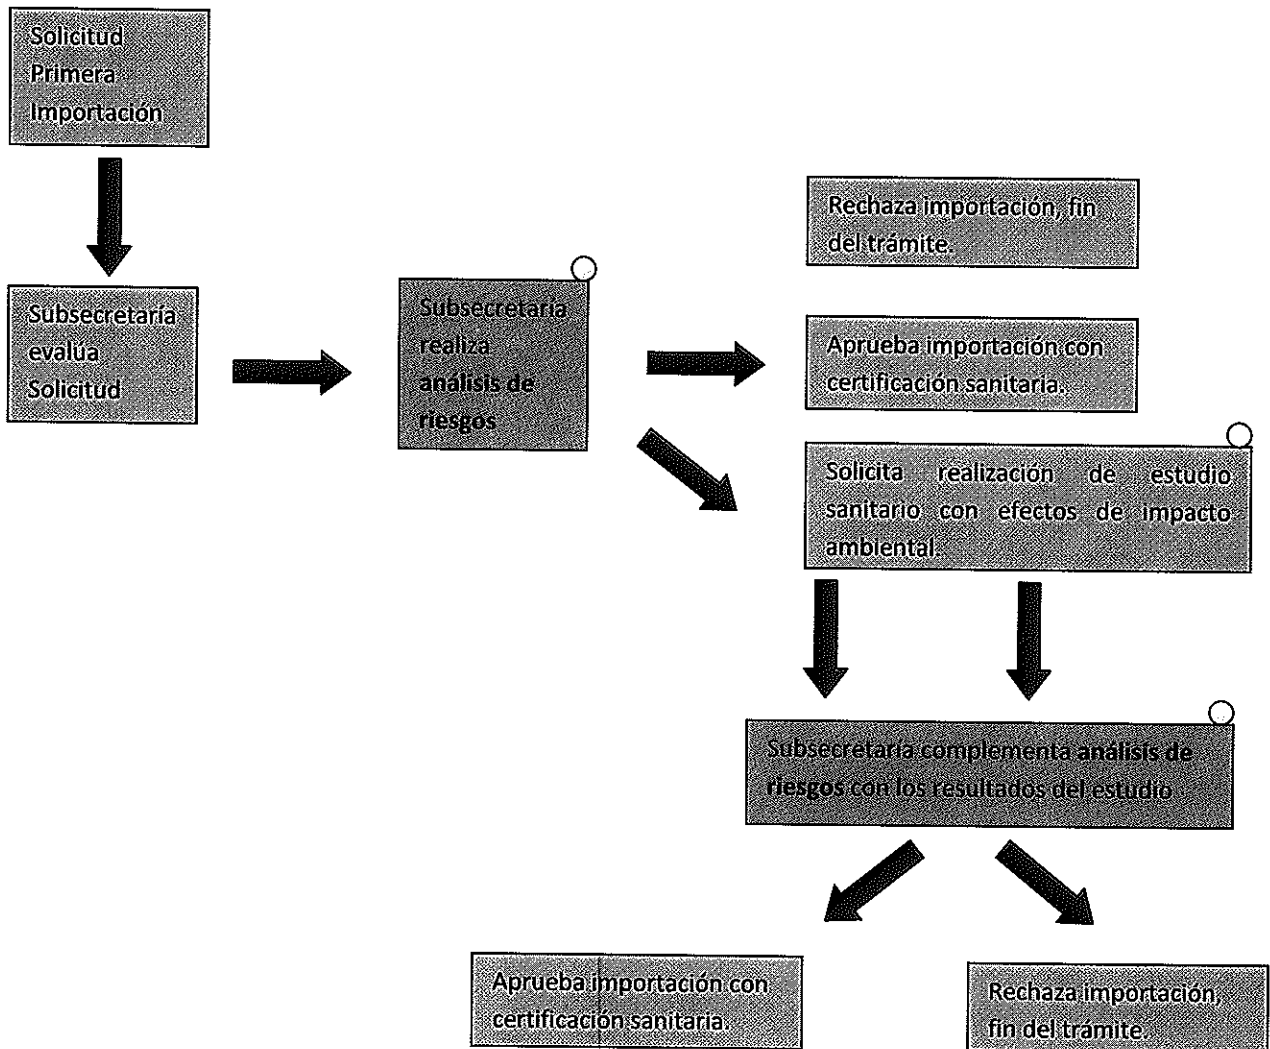 Solicitud
Primera
Importación
Subsecretaría
evalúa
Solicitud
Subsecretaría
realiza
análisis de
riesgos
Rechaza importación, fin
del trámite.
Aprueba importación con
certificación sanitaria.
Solicita realización de estudio
sanitario con efectos de impacto
ambiental.
Subsecretaría complementa análisis de
riesgos con los resultados del estudio
Aprueba importación con
certificación sanitaria.
Rechaza importación,
fin del trámite.